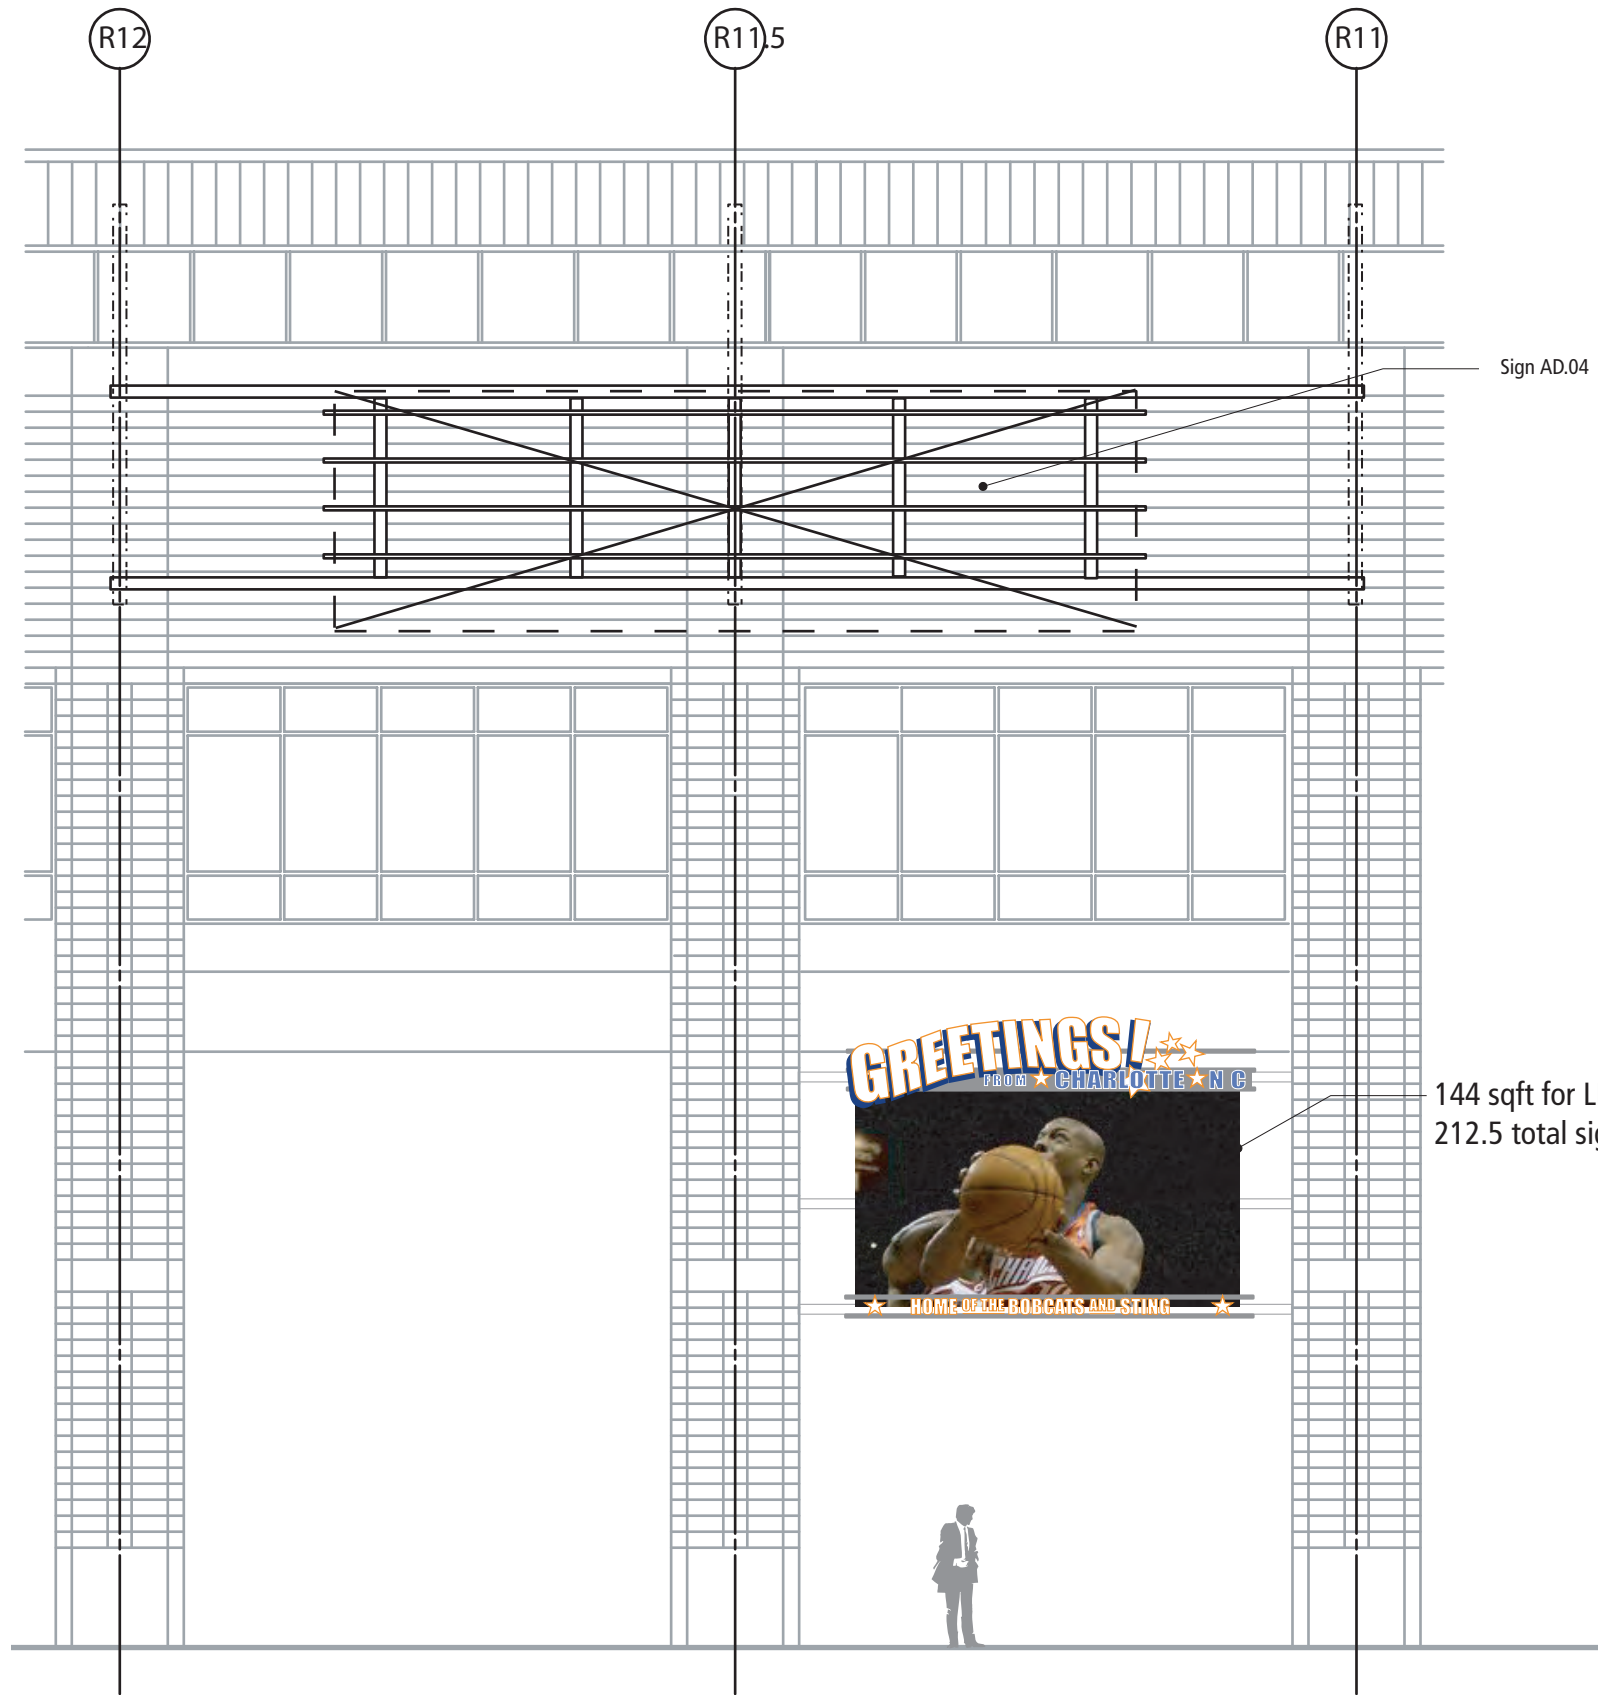 R12
R11.5
R11
Sign AD.04
GREETINGS!
FROM ★ CHARLOTTE ★ N C
144 sqft for L
212.5 total sig
HOME OF THE BOBCATS AND STING